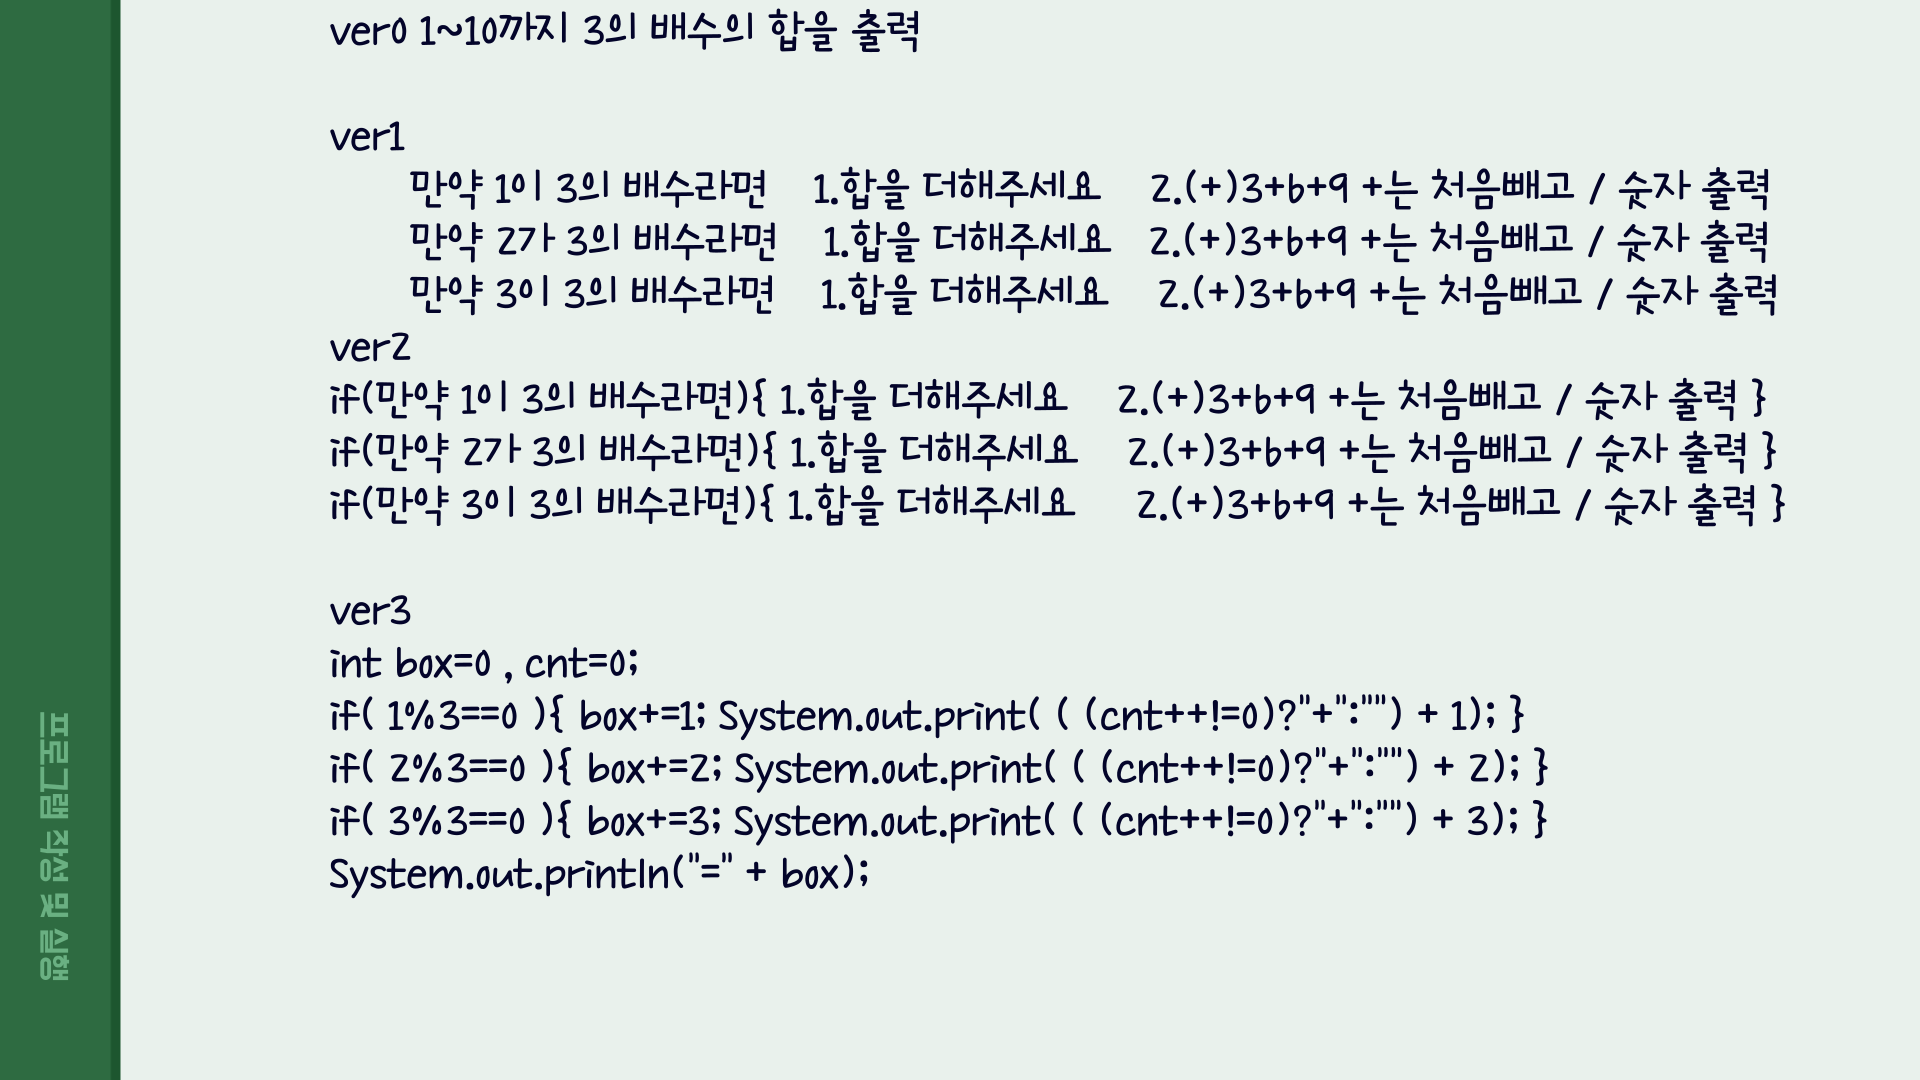 ver0 1~10까지 3의 배수의 합을 출력
ver1
만약 1이 3의 배수라면 1.합을 더해주세요 2.(+)3+6+9 +는 처음빼고 / 숫자 출력
만약 2가 3의 배수라면 1.합을 더해주세요 2.(+)3+6+9 +는 처음빼고 / 숫자 출력
만약 3이 3의 배수라면 1.합을 더해주세요 2.(+)3+6+9 +는 처음빼고 / 숫자 출력
ver2
if(만약 1이 3의 배수라면){ 1.합을 더해주세요 2.(+)3+6+9 +는 처음빼고 / 숫자 출력 }
if(만약 2가 3의 배수라면){ 1.합을 더해주세요 2.(+)3+6+9 +는 처음빼고 / 숫자 출력 }
if(만약 3이 3의 배수라면){ 1.합을 더해주세요 2.(+)3+6+9 +는 처음빼고 / 숫자 출력 }
ver3
int box=0 , cnt=0;
if( 1%3==0 ){ box+=1; System.out.print( ( (cnt++!=0)?"+":"") + 1); }
if( 2%3==0 ){ box+=2; System.out.print( ( (cnt++!=0)?"+":"") + 2); }
if( 3%3==0 ){ box+=3; System.out.print( ( (cnt++!=0)?"+":"") + 3); }
System.out.println("=" + box);
프로그램 작성 및 실행